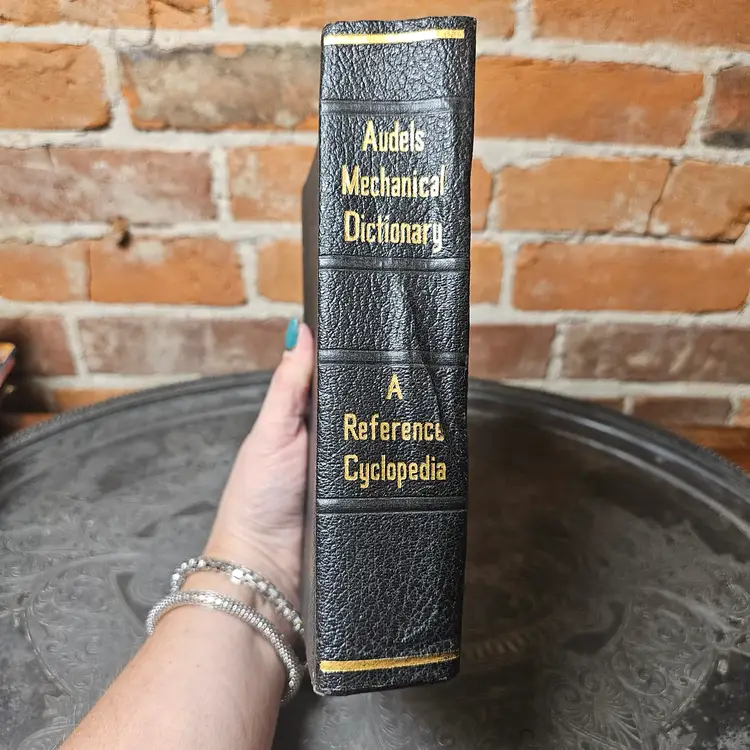 Audels
Mechanical
Dictionary
A
Reference
Cyclopedia